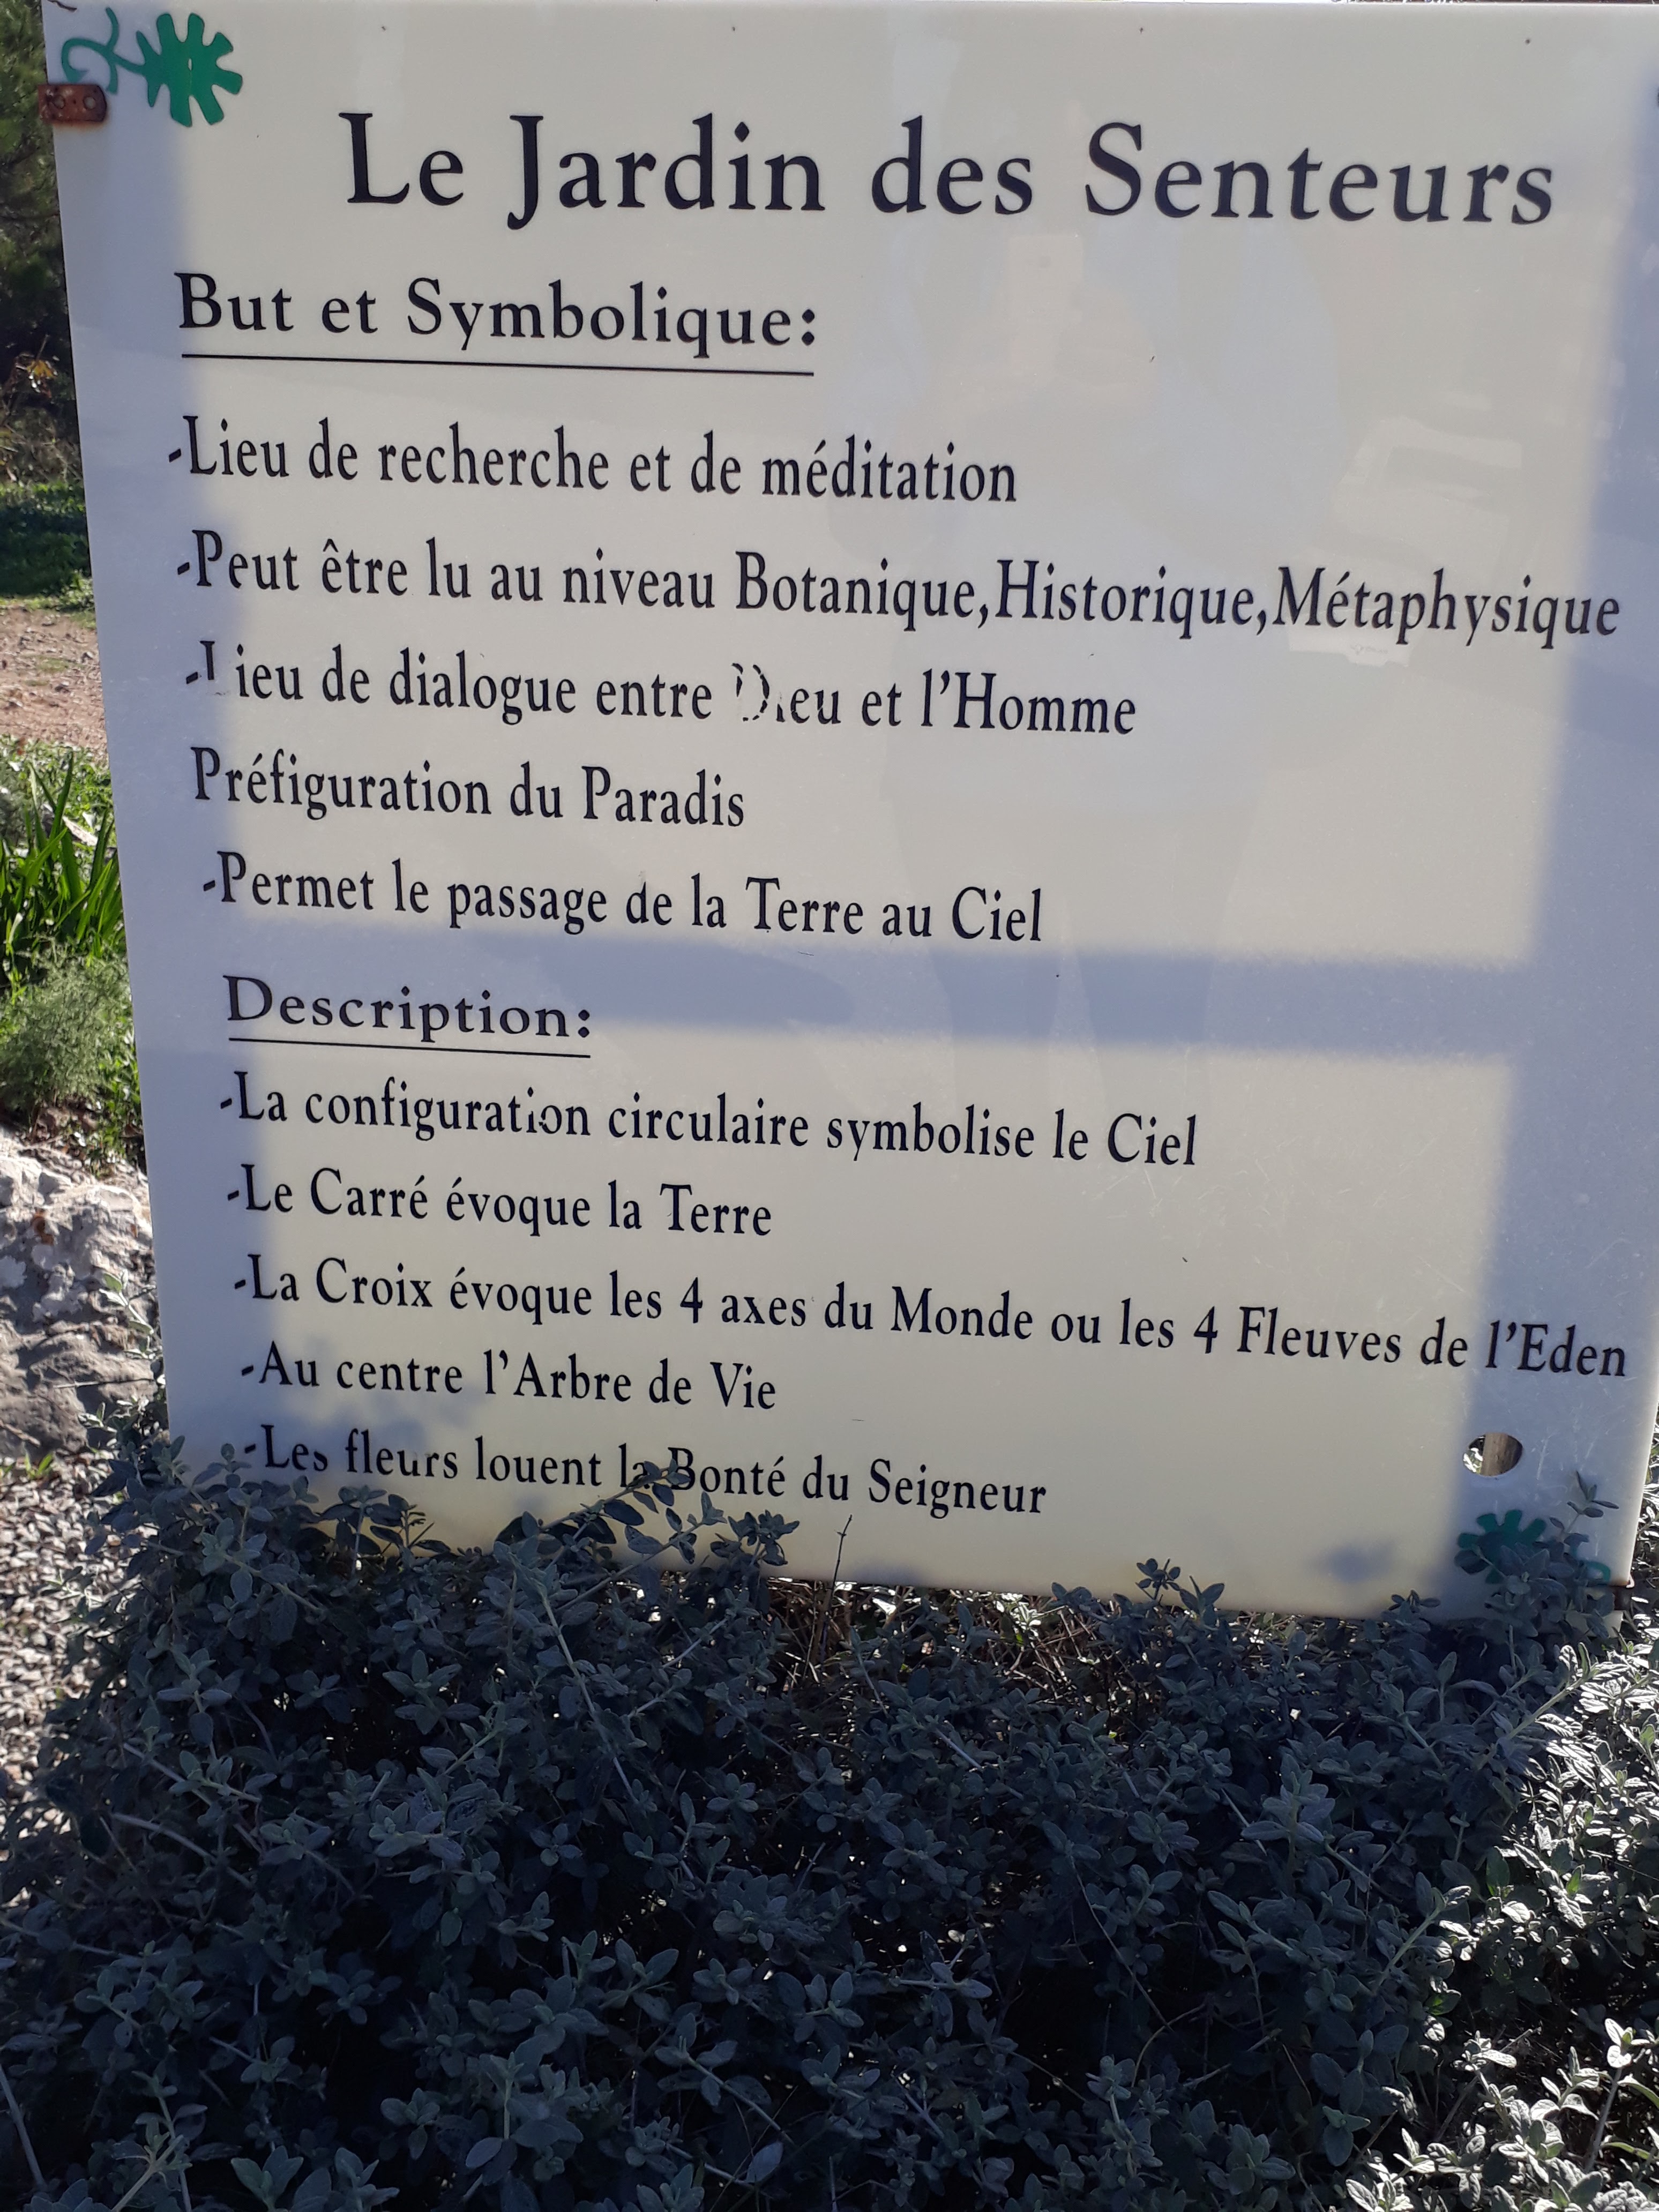 Le Jardin des Senteurs
But et Symbolique:
-Lieu de recherche et de méditation
-Peut être lu au niveau Botanique,Historique,Métaphysique
-Lieu de dialogue entre Dieu et l'Homme
Préfiguration du Paradis
-Permet le passage de la Terre au Ciel
Description:
-La configuration circulaire symbolise le Ciel
-Le Carré évoque la Terre
-La Croix évoque les 4 axes du Monde ou les 4 Fleuves de l'Eden
-Au centre l'Arbre de Vie
-Les fleurs louent la Bonté du Seigneur